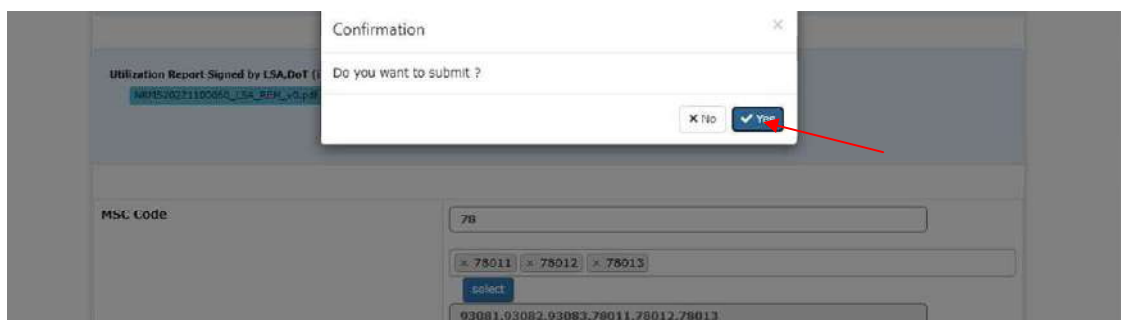 Confirmation
×
Do you want to submit ?
Utilization Report Signed by LSA,DoT (i
× No
✔ Yes
MSC Code
78
× 78011 × 78012 × 78013
select
93081,93082,93083,78011,78012,78013